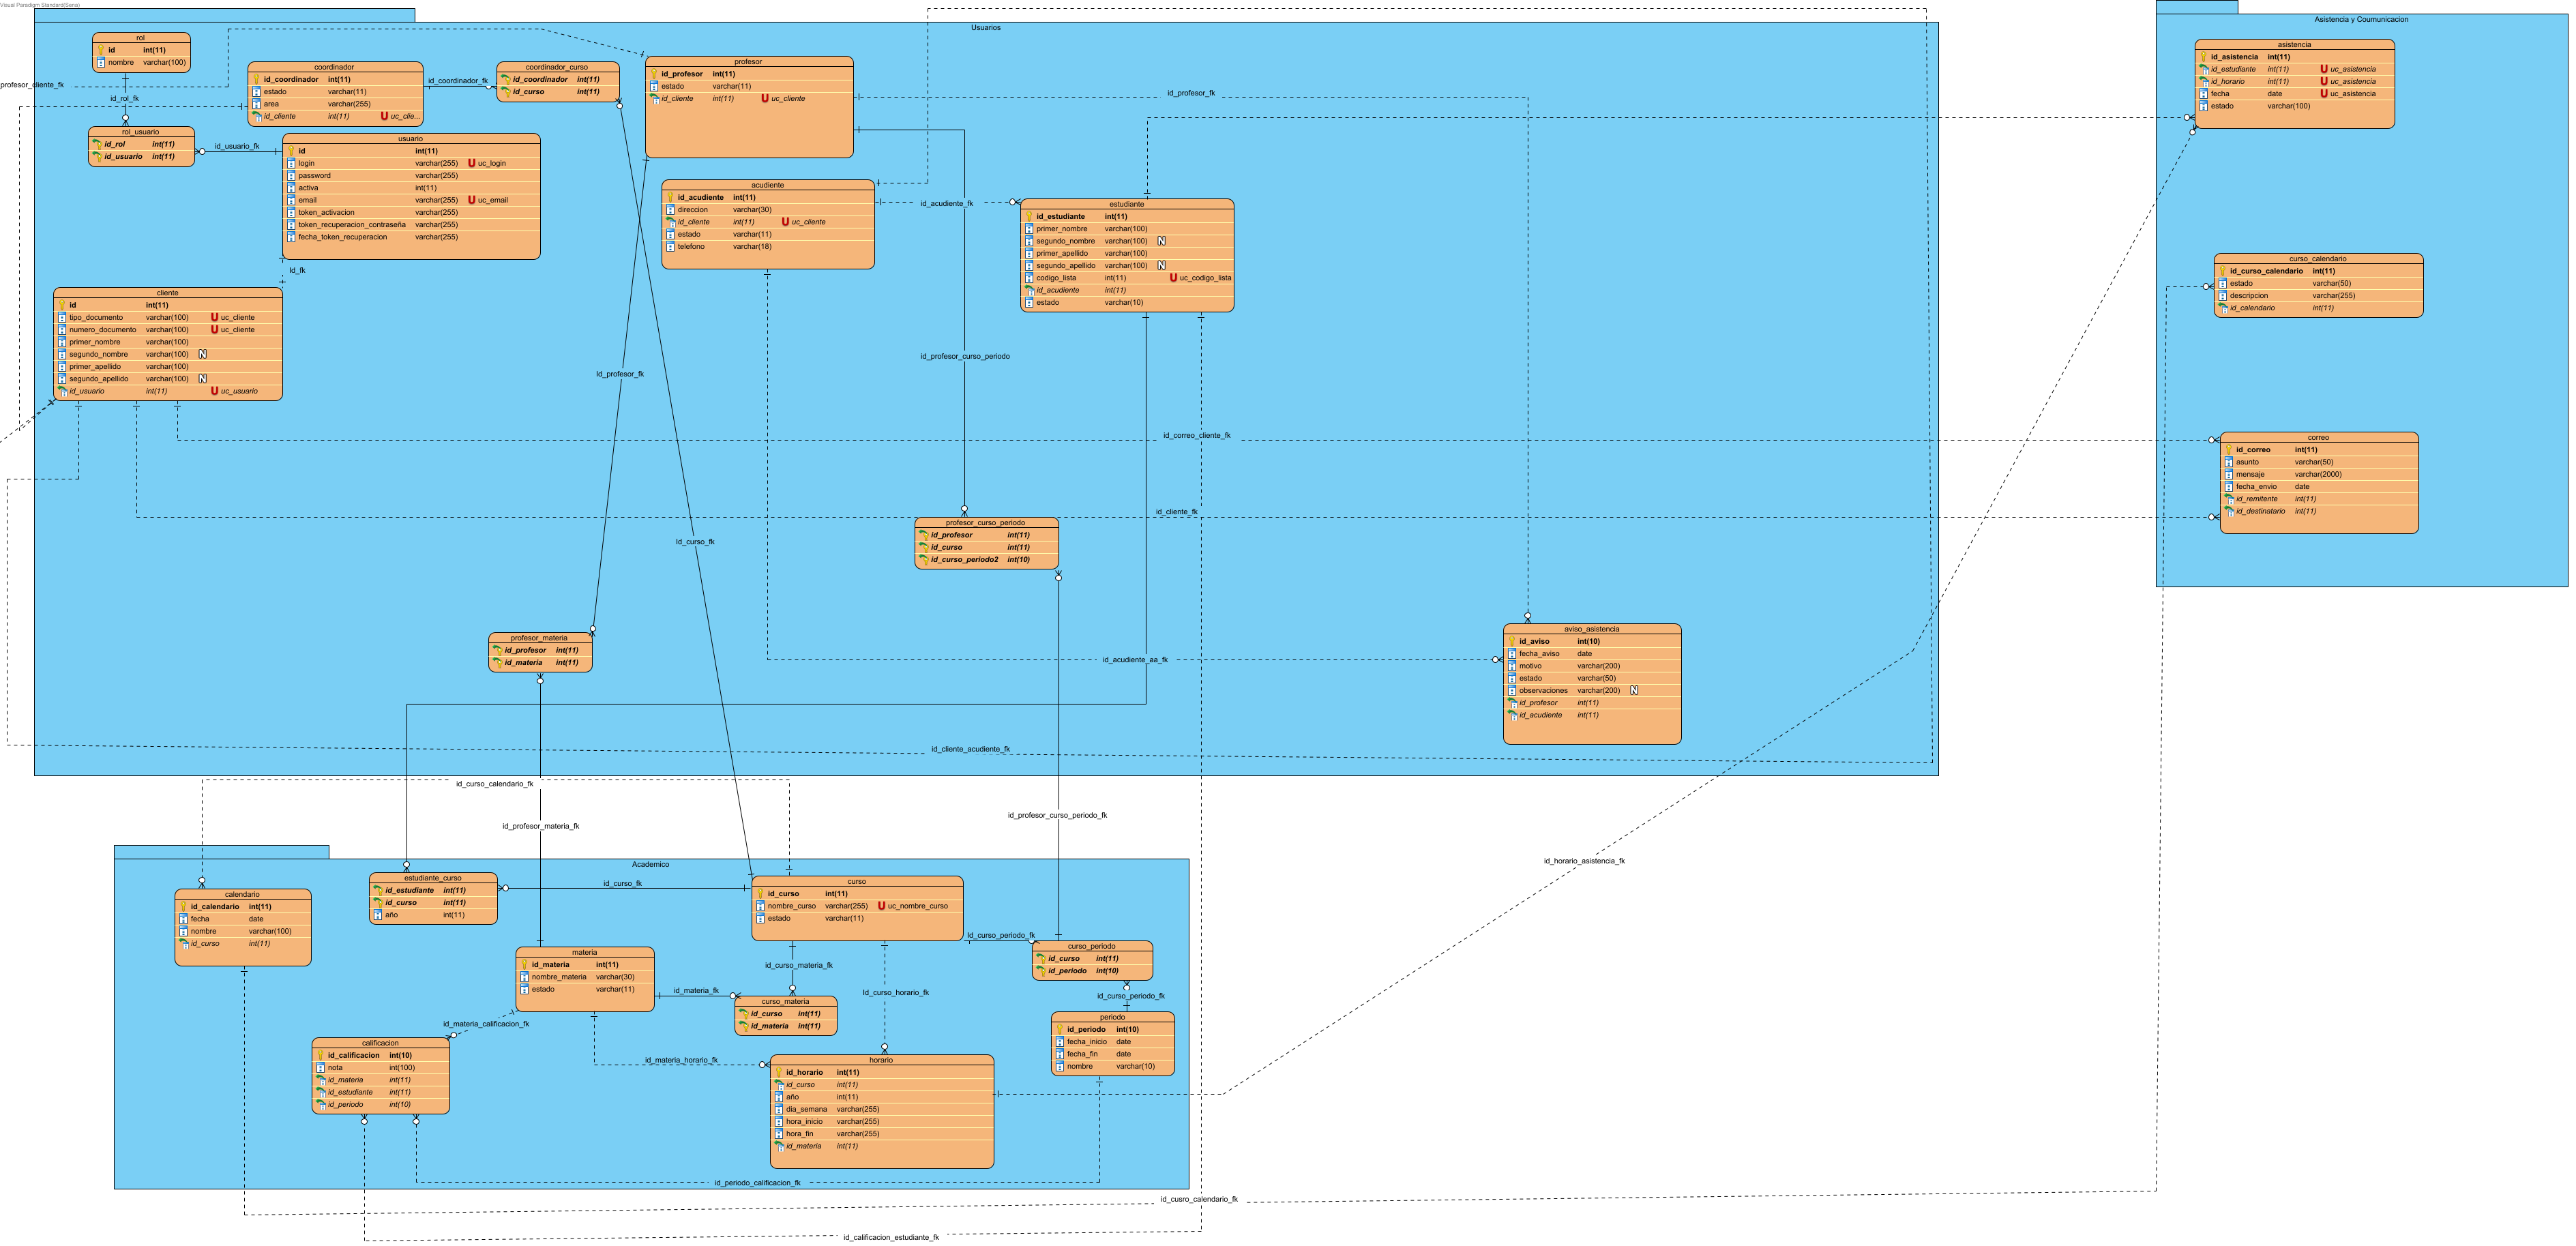 Visual Paradigm Standard(Sena)
Usuarios
rol
id int(11)
nombre varchar(100)
id_rol_fk
profesor_cliente_fk
rol_usuario
id_rol int(11)
id_usuario int(11)
id_usuario_fk
coordinador
id_coordinador int(11)
estado varchar(11)
area varchar(255)
id_cliente int(11) uc_clie...
id_coordinador_fk
coordinador_curso
id_coordinador int(11)
id_curso int(11)
profesor
id_profesor int(11)
estado varchar(11)
id_cliente int(11) uc_cliente
id_profesor_fk
usuario
id int(11)
login varchar(255) uc_login
password varchar(255)
activa int(11)
email varchar(255) uc_email
token_activacion varchar(255)
token_recuperacion_contraseña varchar(255)
fecha_token_recuperacion varchar(255)
Id_fk
acudiente
id_acudiente int(11)
direccion varchar(30)
id_cliente int(11) uc_cliente
estado varchar(11)
telefono varchar(18)
id_acudiente_fk
estudiante
id_estudiante int(11)
primer_nombre varchar(100)
segundo_nombre varchar(100) N
primer_apellido varchar(100)
segundo_apellido varchar(100) N
codigo_lista int(11) uc_codigo_lista
id_acudiente int(11)
estado varchar(10)
cliente
id int(11)
tipo_documento varchar(100) uc_cliente
numero_documento varchar(100) uc_cliente
primer_nombre varchar(100)
segundo_nombre varchar(100) N
primer_apellido varchar(100)
segundo_apellido varchar(100) N
id_usuario int(11) uc_usuario
id_profesor_curso_periodo
Id_profesor_fk
id_correo_cliente_fk
id_cliente_fk
Id_curso_fk
profesor_curso_periodo
id_profesor int(11)
id_curso int(11)
id_curso_periodo2 int(10)
profesor_materia
id_profesor int(11)
id_materia int(11)
id_acudiente_aa_fk
aviso_asistencia
id_aviso int(10)
fecha_aviso date
motivo varchar(200)
estado varchar(50)
observaciones varchar(200) N
id_profesor int(11)
id_acudiente int(11)
id_cliente_acudiente_fk
Asistencia y Coumunicacion
asistencia
id_asistencia int(11)
id_estudiante int(11) uc_asistencia
id_horario int(11) uc_asistencia
fecha date uc_asistencia
estado varchar(100)
curso_calendario
id_curso_calendario int(11)
estado varchar(50)
descripcion varchar(255)
id_calendario int(11)
correo
id_correo int(11)
asunto varchar(50)
mensaje varchar(2000)
fecha_envio date
id_remitente int(11)
id_destinatario int(11)
id_curso_calendario_fk
id_profesor_materia_fk
id_profesor_curso_periodo_fk
id_horario_asistencia_fk
Academico
calendario
id_calendario int(11)
fecha date
nombre varchar(100)
id_curso int(11)
estudiante_curso
id_estudiante int(11)
id_curso int(11)
año int(11)
id_curso_fk
curso
id_curso int(11)
nombre_curso varchar(255) uc_nombre_curso
estado varchar(11)
Id_curso_periodo_fk
curso_periodo
id_curso int(11)
id_periodo int(10)
id_curso_periodo_fk
materia
id_materia int(11)
nombre_materia varchar(30)
estado varchar(11)
id_materia_fk
id_curso_materia_fk
Id_curso_horario_fk
curso_materia
id_curso int(11)
id_materia int(11)
periodo
id_periodo int(10)
fecha_inicio date
fecha_fin date
nombre varchar(10)
id_materia_calificacion_fk
calificacion
id_calificacion int(10)
nota int(100)
id_materia int(11)
id_estudiante int(11)
id_periodo int(10)
id_materia_horario_fk
horario
id_horario int(11)
id_curso int(11)
año int(11)
dia_semana varchar(255)
hora_inicio varchar(255)
hora_fin varchar(255)
id_materia int(11)
id_periodo_calificacion_fk
id_cusro_calendario_fk
id_calificacion_estudiante_fk